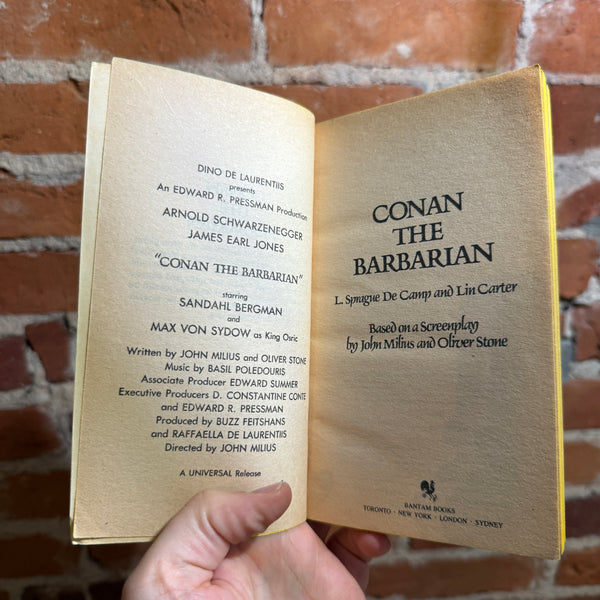 DINO DE LAURENTIIS
presents
An EDWARD R. PRESSMAN Production
ARNOLD SCHWARZENEGGER
JAMES EARL JONES
"CONAN THE BARBARIAN"
starring
SANDAHL BERGMAN
and
MAX VON SYDOW as King Osric
Written by JOHN MILIUS and OLIVER STONE
Music by BASIL POLEDOURIS
Associate Producer EDWARD SUMMER
Executive Producers D. CONSTANTINE CONTE
and EDWARD R. PRESSMAN
Produced by BUZZ FEITSHANS
and RAFFAELLA DE LAURENTIIS
Directed by JOHN MILIUS
A UNIVERSAL Release
CONAN
THE
BARBARIAN
L. Sprague De Camp and Lin Carter
Based on a Screenplay
by John Milius and Oliver Stone
BANTAM BOOKS
TORONTO · NEW YORK · LONDON · SYDNEY